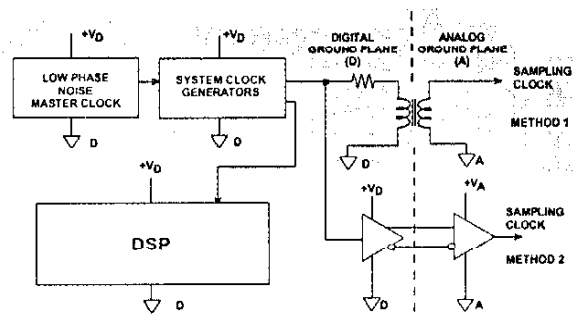 +VD
+VD
DIGITAL
GROUND PLANE
(D)
ANALOG
GROUND PLANE
(A)
LOW PHASE
NOISE
MASTER CLOCK
SYSTEM CLOCK
GENERATORS
SAMPLING
CLOCK
METHOD 1
D
D
D
A
+VD
+VD
+VA
DSP
SAMPLING
CLOCK
METHOD 2
D
D
A